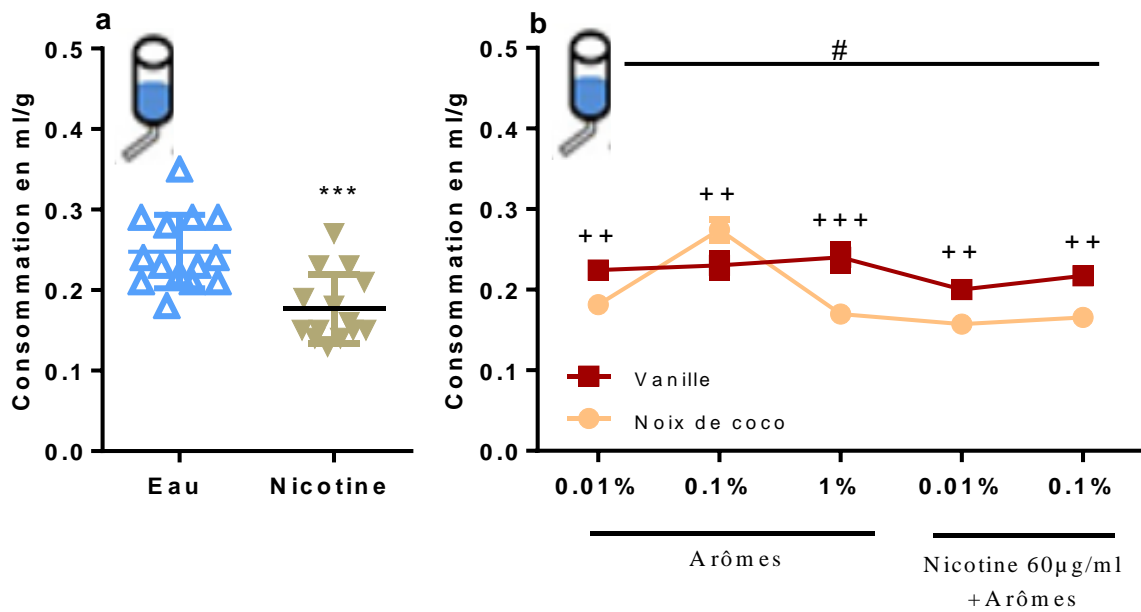 a
Consommation en ml/g
0.5
0.4
0.3
0.2
0.1
0.0
***
Eau Nicotine
b
Consommation en ml/g
0.5
0.4
0.3
0.2
0.1
0.0
#
++ ++ +++ ++ ++
Vanille
Noix de coco
0.01% 0.1% 1% 0.01% 0.1%
Arômes
Nicotine 60µg/ml
+Arômes